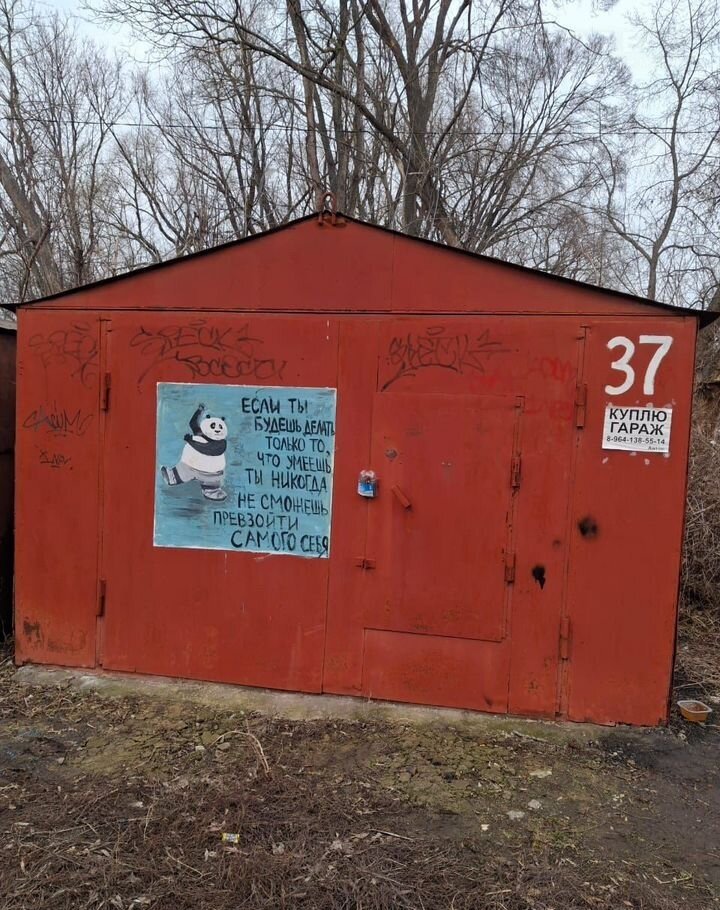 ЕСЛИ ТЫ
БУДЕШЬ ДЕЛАТЬ
ТОЛЬКО ТО,
ЧТО УМЕЕШЬ
ТЫ НИКОГДА
НЕ СМОЖЕШЬ
ПРЕВЗОЙТИ
САМОГО СЕБЯ
37
КУПЛЮ
ГАРАЖ
8-964-138-55-14